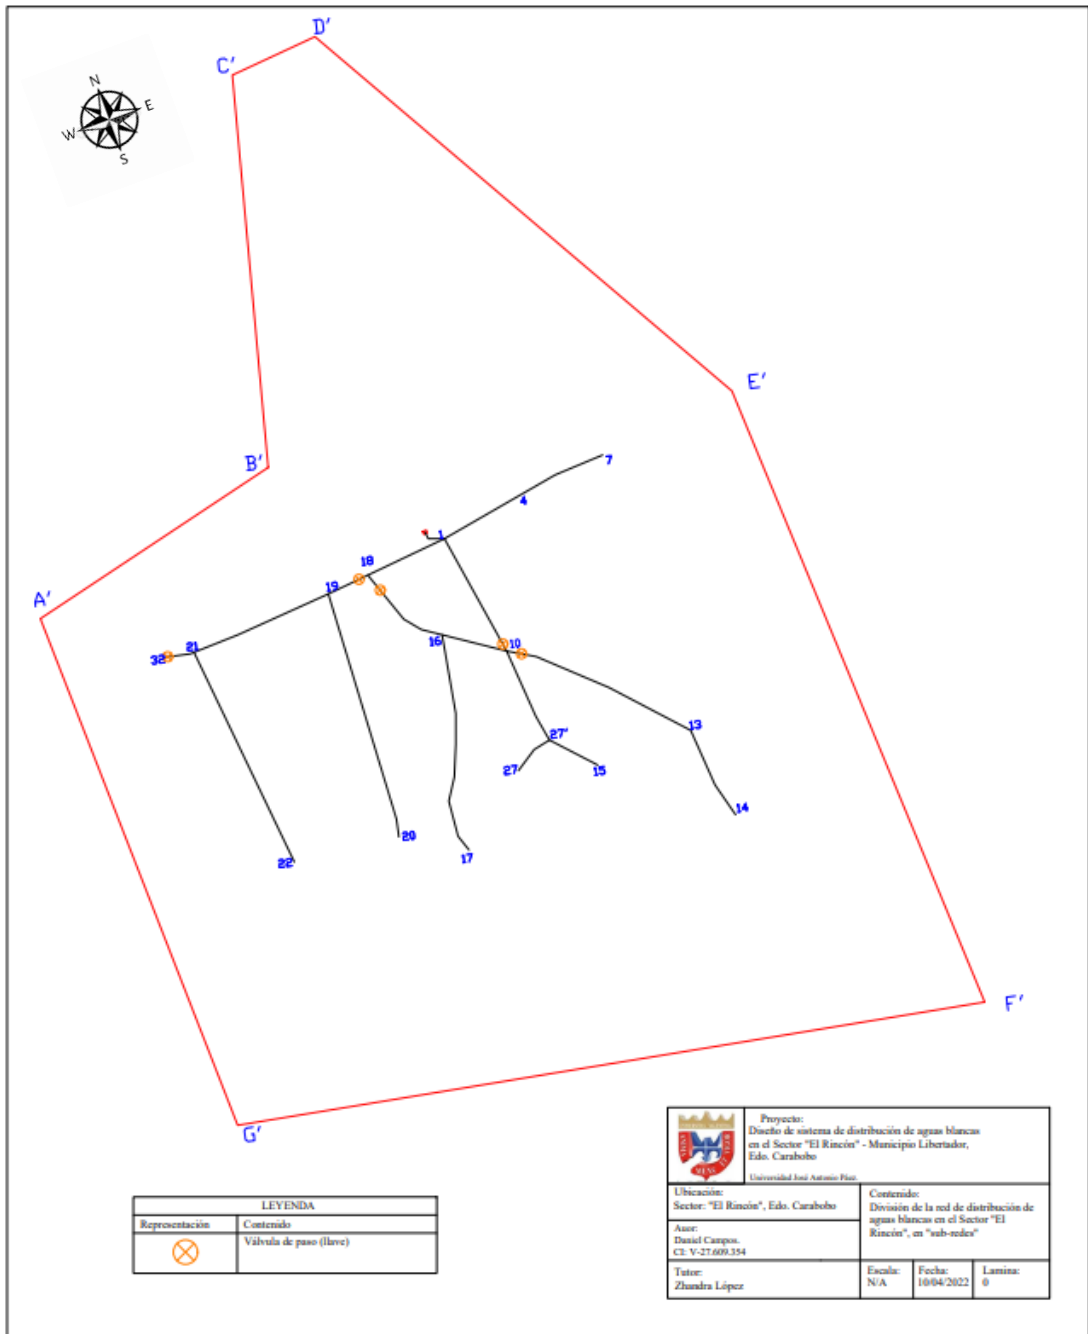 D'
C'
N
E
W
S
E'
B'
7
4
1
18
19
A'
16
10
21
32
13
27'
27
15
14
20
17
22
F'
G'
Proyecto:
Diseño de sistema de distribución de aguas blancas
en el Sector "El Rincón" - Municipio Libertador,
Edo. Carabobo
Universidad José Antonio Páez.
Ubicación:
Sector: "El Rincón", Edo. Carabobo
Contenido:
División de la red de distribución de
aguas blancas en el Sector "El
Rincón", en "sub-redes"
Daniel Campos.
CI: V-27.609.354
Tutor:
Zhandra López
Escala:
N/A
Fecha:
10/04/2022
Lamina:
0
LEYENDA
Representación
Contenido
Válvula de paso (llave)